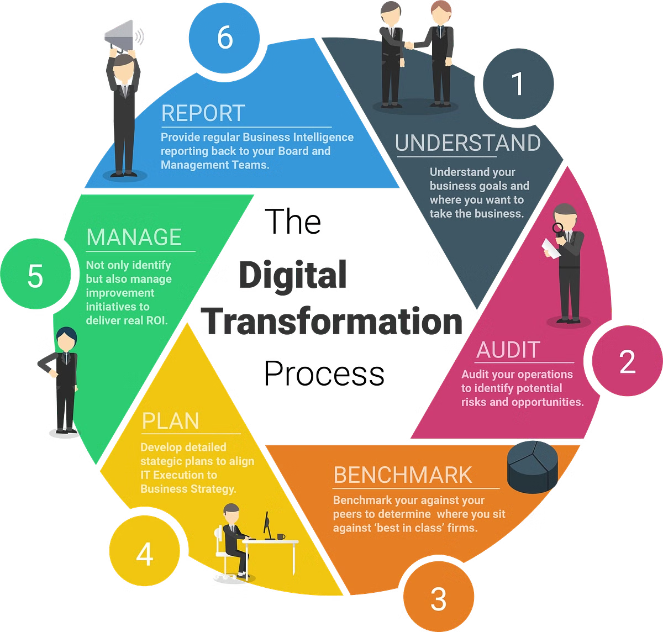 The
Digital
Transformation
Process
1
UNDERSTAND
Understand your
business goals and
where you want to
take the business.
2
AUDIT
Audit your operations
to identify potential
risks and opportunities.
3
BENCHMARK
Benchmark your against your
peers to determine where you sit
against ‘best in class’ firms.
4
PLAN
Develop detailed
stategic plans to align
IT Execution to
Business Strategy.
5
MANAGE
Not only identify
but also manage
improvement
initiatives to
deliver real ROI.
6
REPORT
Provide regular Business Intelligence
reporting back to your Board and
Management Teams.